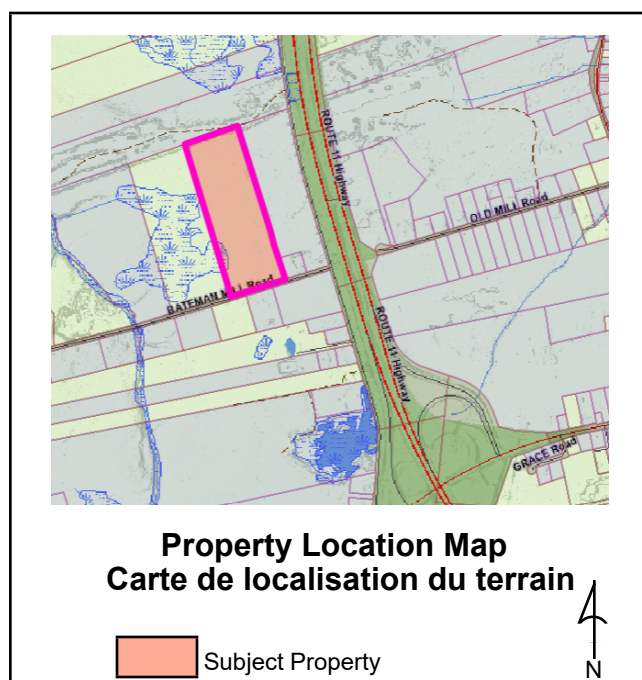 ROUTE 11 Highway
OLD MILL Road
BATEMAN MILL Road
ROUTE 11 Highway
GRACE Road
Property Location Map
Carte de localisation du terrain
Subject Property
N